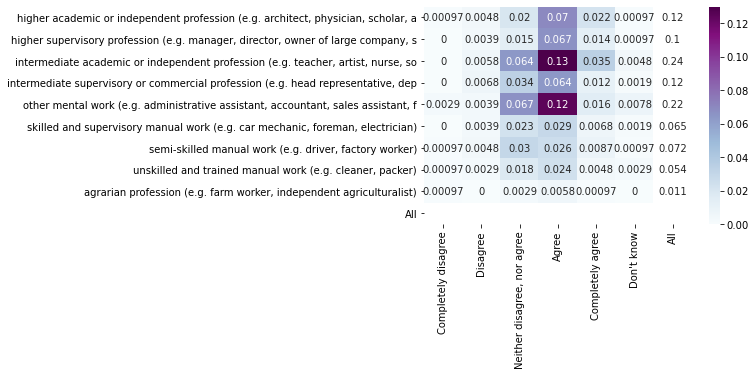 higher academic or independent profession (e.g. architect, physician, scholar, a 0.00097 0.0048 0.02 0.07 0.022 0.00097 0.12
higher supervisory profession (e.g. manager, director, owner of large company, s 0 0.0039 0.015 0.067 0.014 0.00097 0.1
intermediate academic or independent profession (e.g. teacher, artist, nurse, so 0 0.0058 0.064 0.13 0.035 0.0048 0.24
intermediate supervisory or commercial profession (e.g. head representative, dep 0 0.0068 0.034 0.064 0.012 0.0019 0.12
other mental work (e.g. administrative assistant, accountant, sales assistant, f 0.0029 0.0039 0.067 0.12 0.016 0.0078 0.22
skilled and supervisory manual work (e.g. car mechanic, foreman, electrician) 0 0.0039 0.023 0.029 0.0068 0.0019 0.065
semi-skilled manual work (e.g. driver, factory worker) 0.00097 0.0048 0.03 0.026 0.0087 0.00097 0.072
unskilled and trained manual work (e.g. cleaner, packer) 0.00097 0.0029 0.018 0.024 0.0048 0.0029 0.054
agrarian profession (e.g. farm worker, independent agriculturalist) 0.00097 0 0.0029 0.0058 0.00097 0 0.011
All
Completely disagree
Disagree
Neither disagree, nor agree
Agree
Completely agree
Don't know
All
0.12
0.10
0.08
0.06
0.04
0.02
0.00